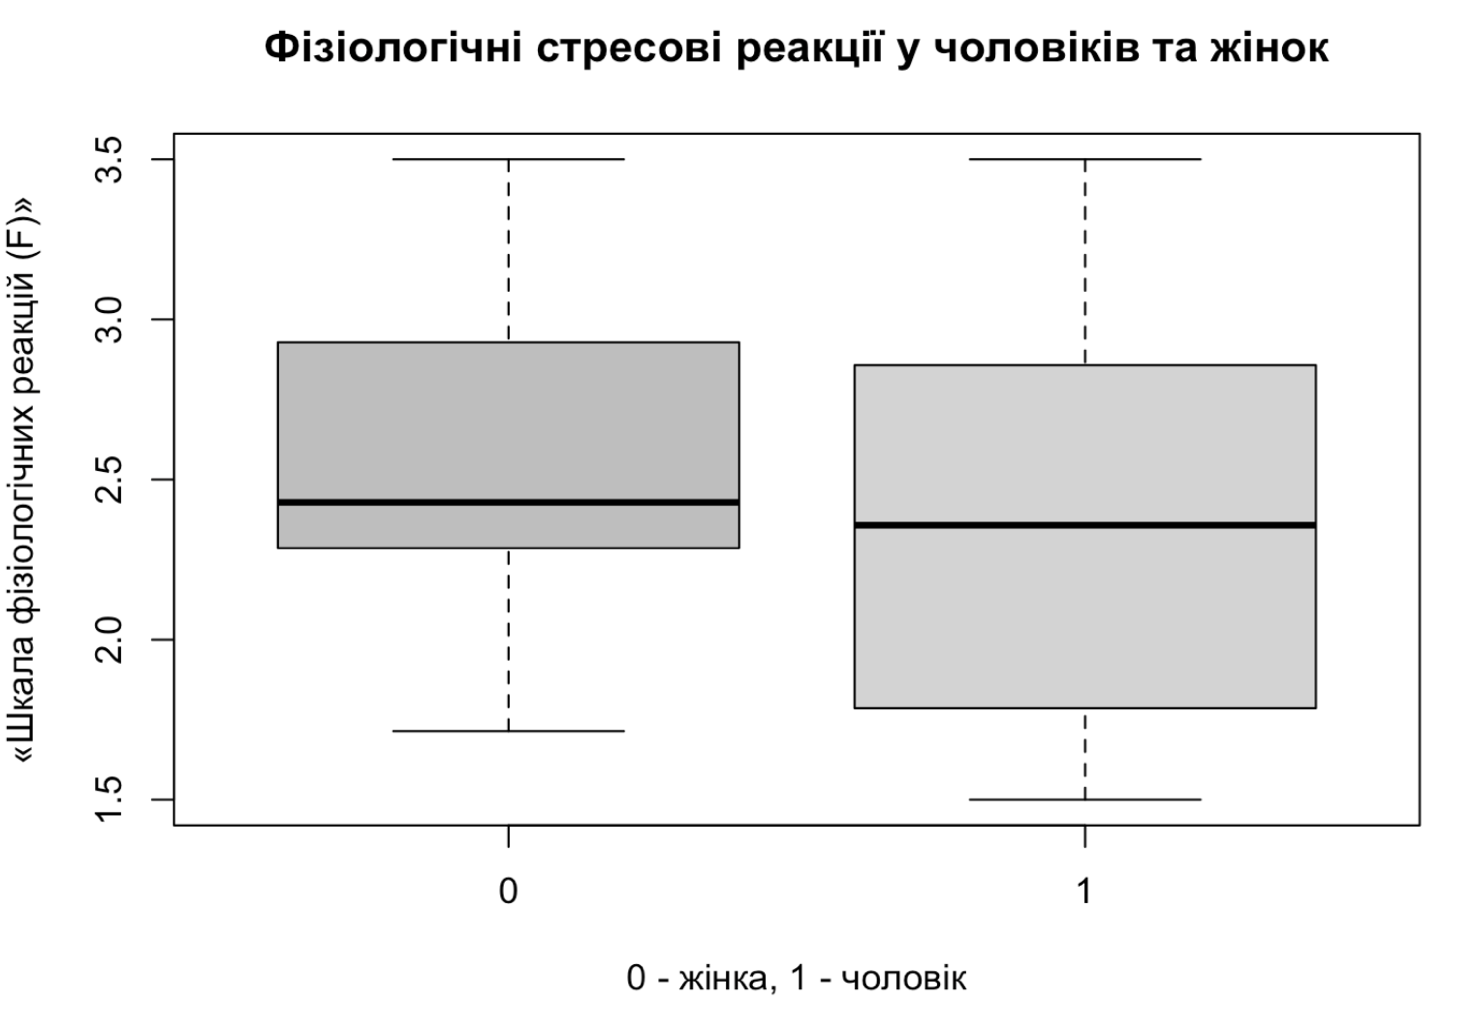 Фізіологічні стресові реакції у чоловіків та жінок
«Шкала фізіологічних реакцій (F)»
3.5
3.0
2.5
2.0
1.5
0
1
0 - жінка, 1 - чоловік